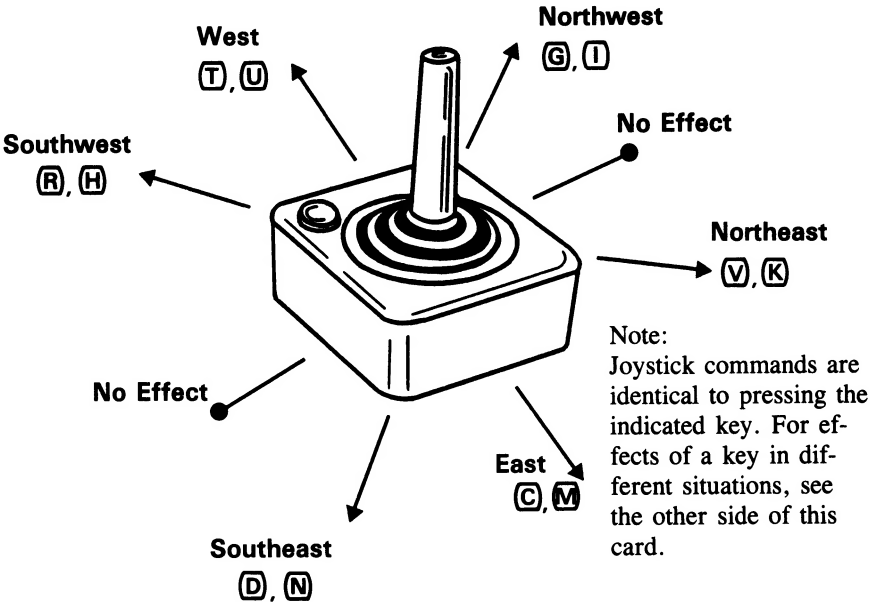 Northwest
G, I
West
T, U
No Effect
Southwest
R, H
Northeast
V, K
Note:
Joystick commands are
identical to pressing the
indicated key. For ef-
fects of a key in dif-
ferent situations, see
the other side of this
card.
No Effect
East
C, M
Southeast
D, N